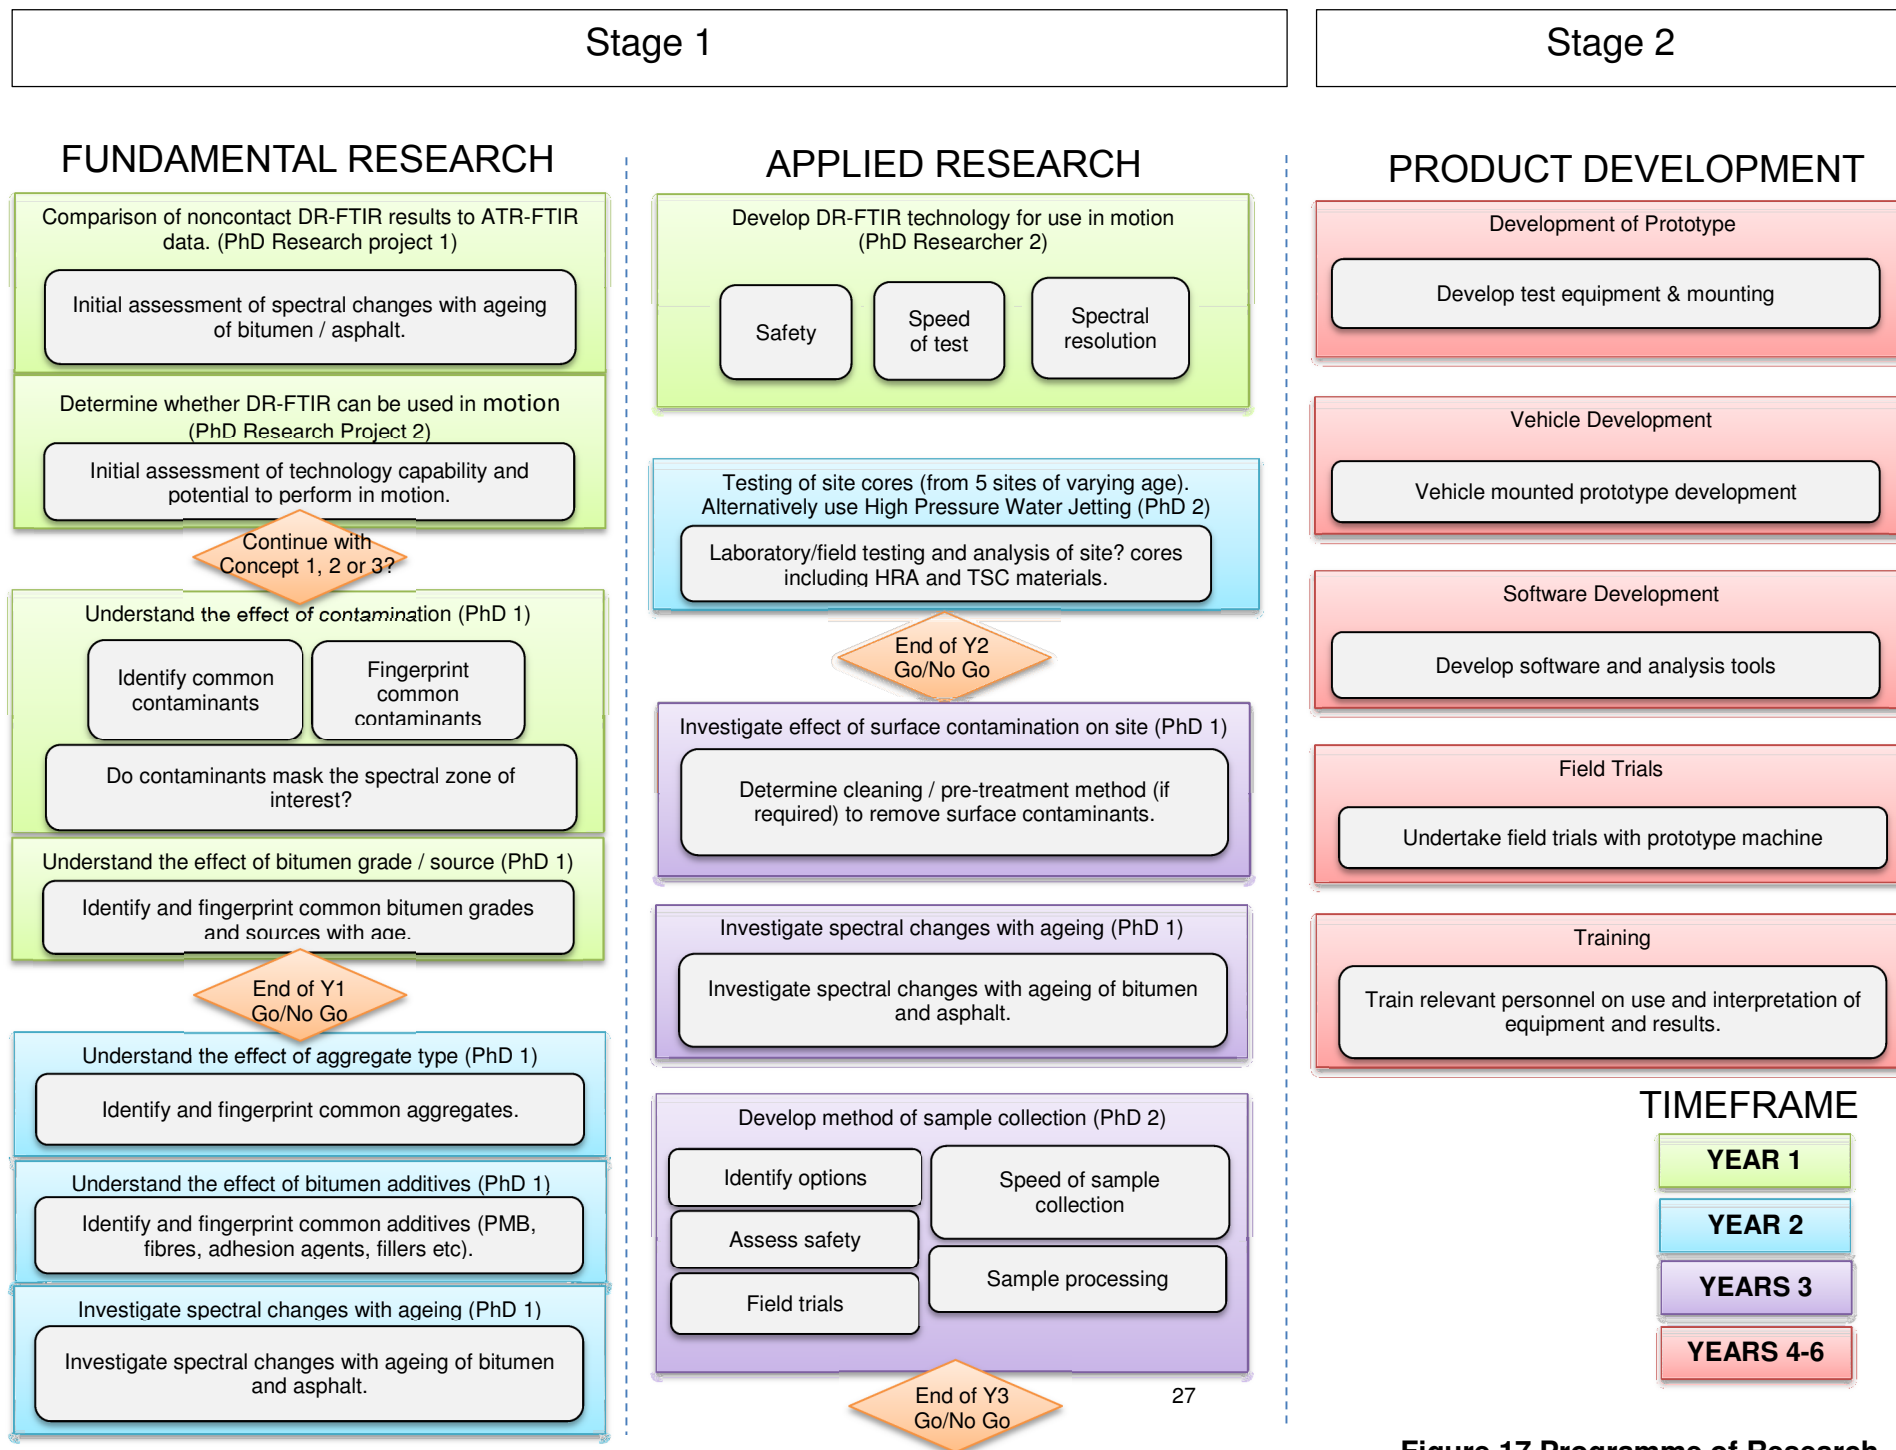 Stage 1
Stage 2
FUNDAMENTAL RESEARCH
Comparison of noncontact DR-FTIR results to ATR-FTIR
data. (PhD Research project 1)
Initial assessment of spectral changes with ageing
of bitumen / asphalt.
Determine whether DR-FTIR can be used in motion
(PhD Research Project 2)
Initial assessment of technology capability and
potential to perform in motion.
Continue with
Concept 1, 2 or 3?
Understand the effect of contamination (PhD 1)
Identify common
contaminants
Fingerprint
common
contaminants
Do contaminants mask the spectral zone of
interest?
Understand the effect of bitumen grade / source (PhD 1)
Identify and fingerprint common bitumen grades
and sources with age.
End of Y1
Go/No Go
Understand the effect of aggregate type (PhD 1)
Identify and fingerprint common aggregates.
Understand the effect of bitumen additives (PhD 1)
Identify and fingerprint common additives (PMB,
fibres, adhesion agents, fillers etc).
Investigate spectral changes with ageing (PhD 1)
Investigate spectral changes with ageing of bitumen
and asphalt.
APPLIED RESEARCH
Develop DR-FTIR technology for use in motion
(PhD Researcher 2)
Safety
Speed
of test
Spectral
resolution
Testing of site cores (from 5 sites of varying age).
Alternatively use High Pressure Water Jetting (PhD 2)
Laboratory/field testing and analysis of site? cores
including HRA and TSC materials.
End of Y2
Go/No Go
Investigate effect of surface contamination on site (PhD 1)
Determine cleaning / pre-treatment method (if
required) to remove surface contaminants.
Investigate spectral changes with ageing (PhD 1)
Investigate spectral changes with ageing of bitumen
and asphalt.
Develop method of sample collection (PhD 2)
Identify options
Assess safety
Field trials
Speed of sample
collection
Sample processing
End of Y3
Go/No Go
27
PRODUCT DEVELOPMENT
Development of Prototype
Develop test equipment & mounting
Vehicle Development
Vehicle mounted prototype development
Software Development
Develop software and analysis tools
Field Trials
Undertake field trials with prototype machine
Training
Train relevant personnel on use and interpretation of
equipment and results.
TIMEFRAME
YEAR 1
YEAR 2
YEARS 3
YEARS 4-6
Figure 17 Programme of Research